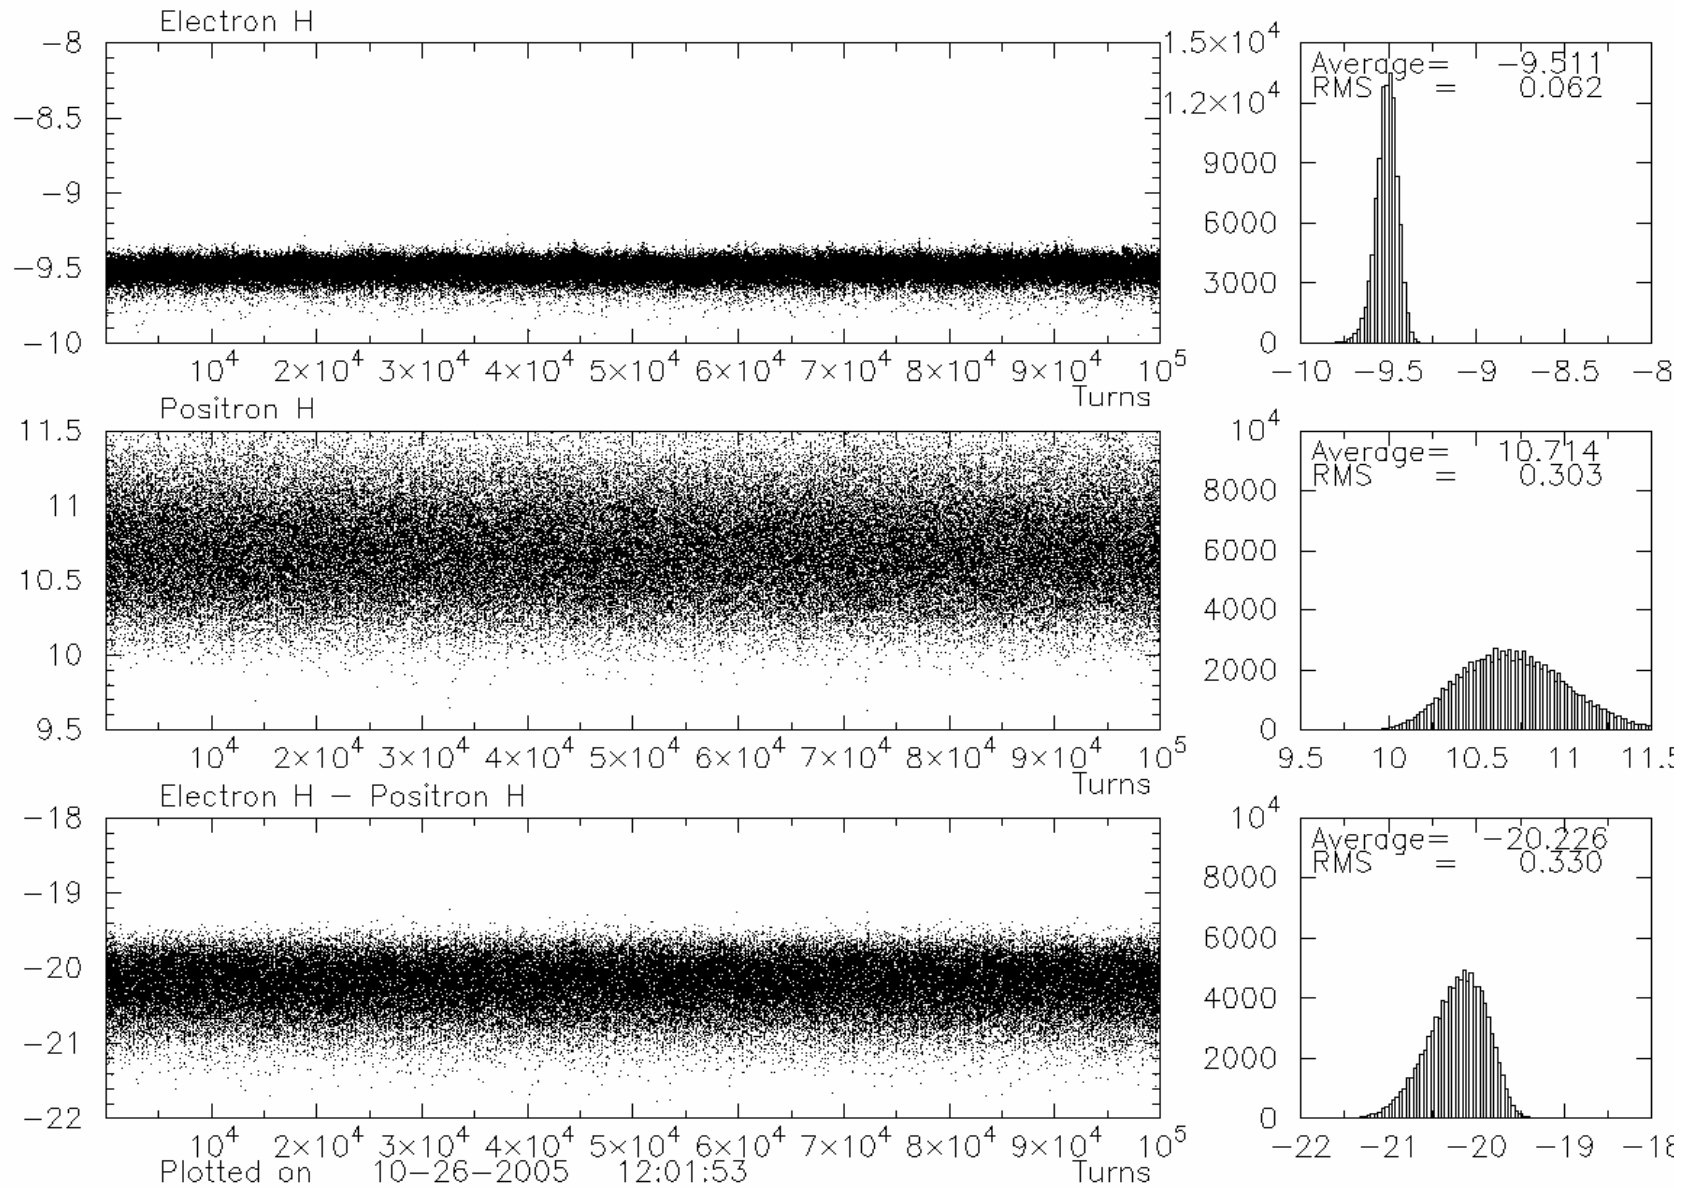 Electron H
-8
-8.5
-9
-9.5
-10
10⁴ 2×10⁴ 3×10⁴ 4×10⁴ 5×10⁴ 6×10⁴ 7×10⁴ 8×10⁴ 9×10⁴ 10⁵
Turns
1.5×10⁴
1.2×10⁴
9000
6000
3000
0
Average= -9.511
RMS = 0.062
-10 -9.5 -9 -8.5 -8
Positron H
11.5
11
10.5
10
9.5
10⁴ 2×10⁴ 3×10⁴ 4×10⁴ 5×10⁴ 6×10⁴ 7×10⁴ 8×10⁴ 9×10⁴ 10⁵
Turns
10⁴
8000
6000
4000
2000
0
Average= 10.714
RMS = 0.303
9.5 10 10.5 11 11.5
Electron H - Positron H
-18
-19
-20
-21
-22
10⁴ 2×10⁴ 3×10⁴ 4×10⁴ 5×10⁴ 6×10⁴ 7×10⁴ 8×10⁴ 9×10⁴ 10⁵
Turns
10⁴
8000
6000
4000
2000
0
Average= -20.226
RMS = 0.330
-22 -21 -20 -19 -18
Plotted on 10-26-2005 12:01:53